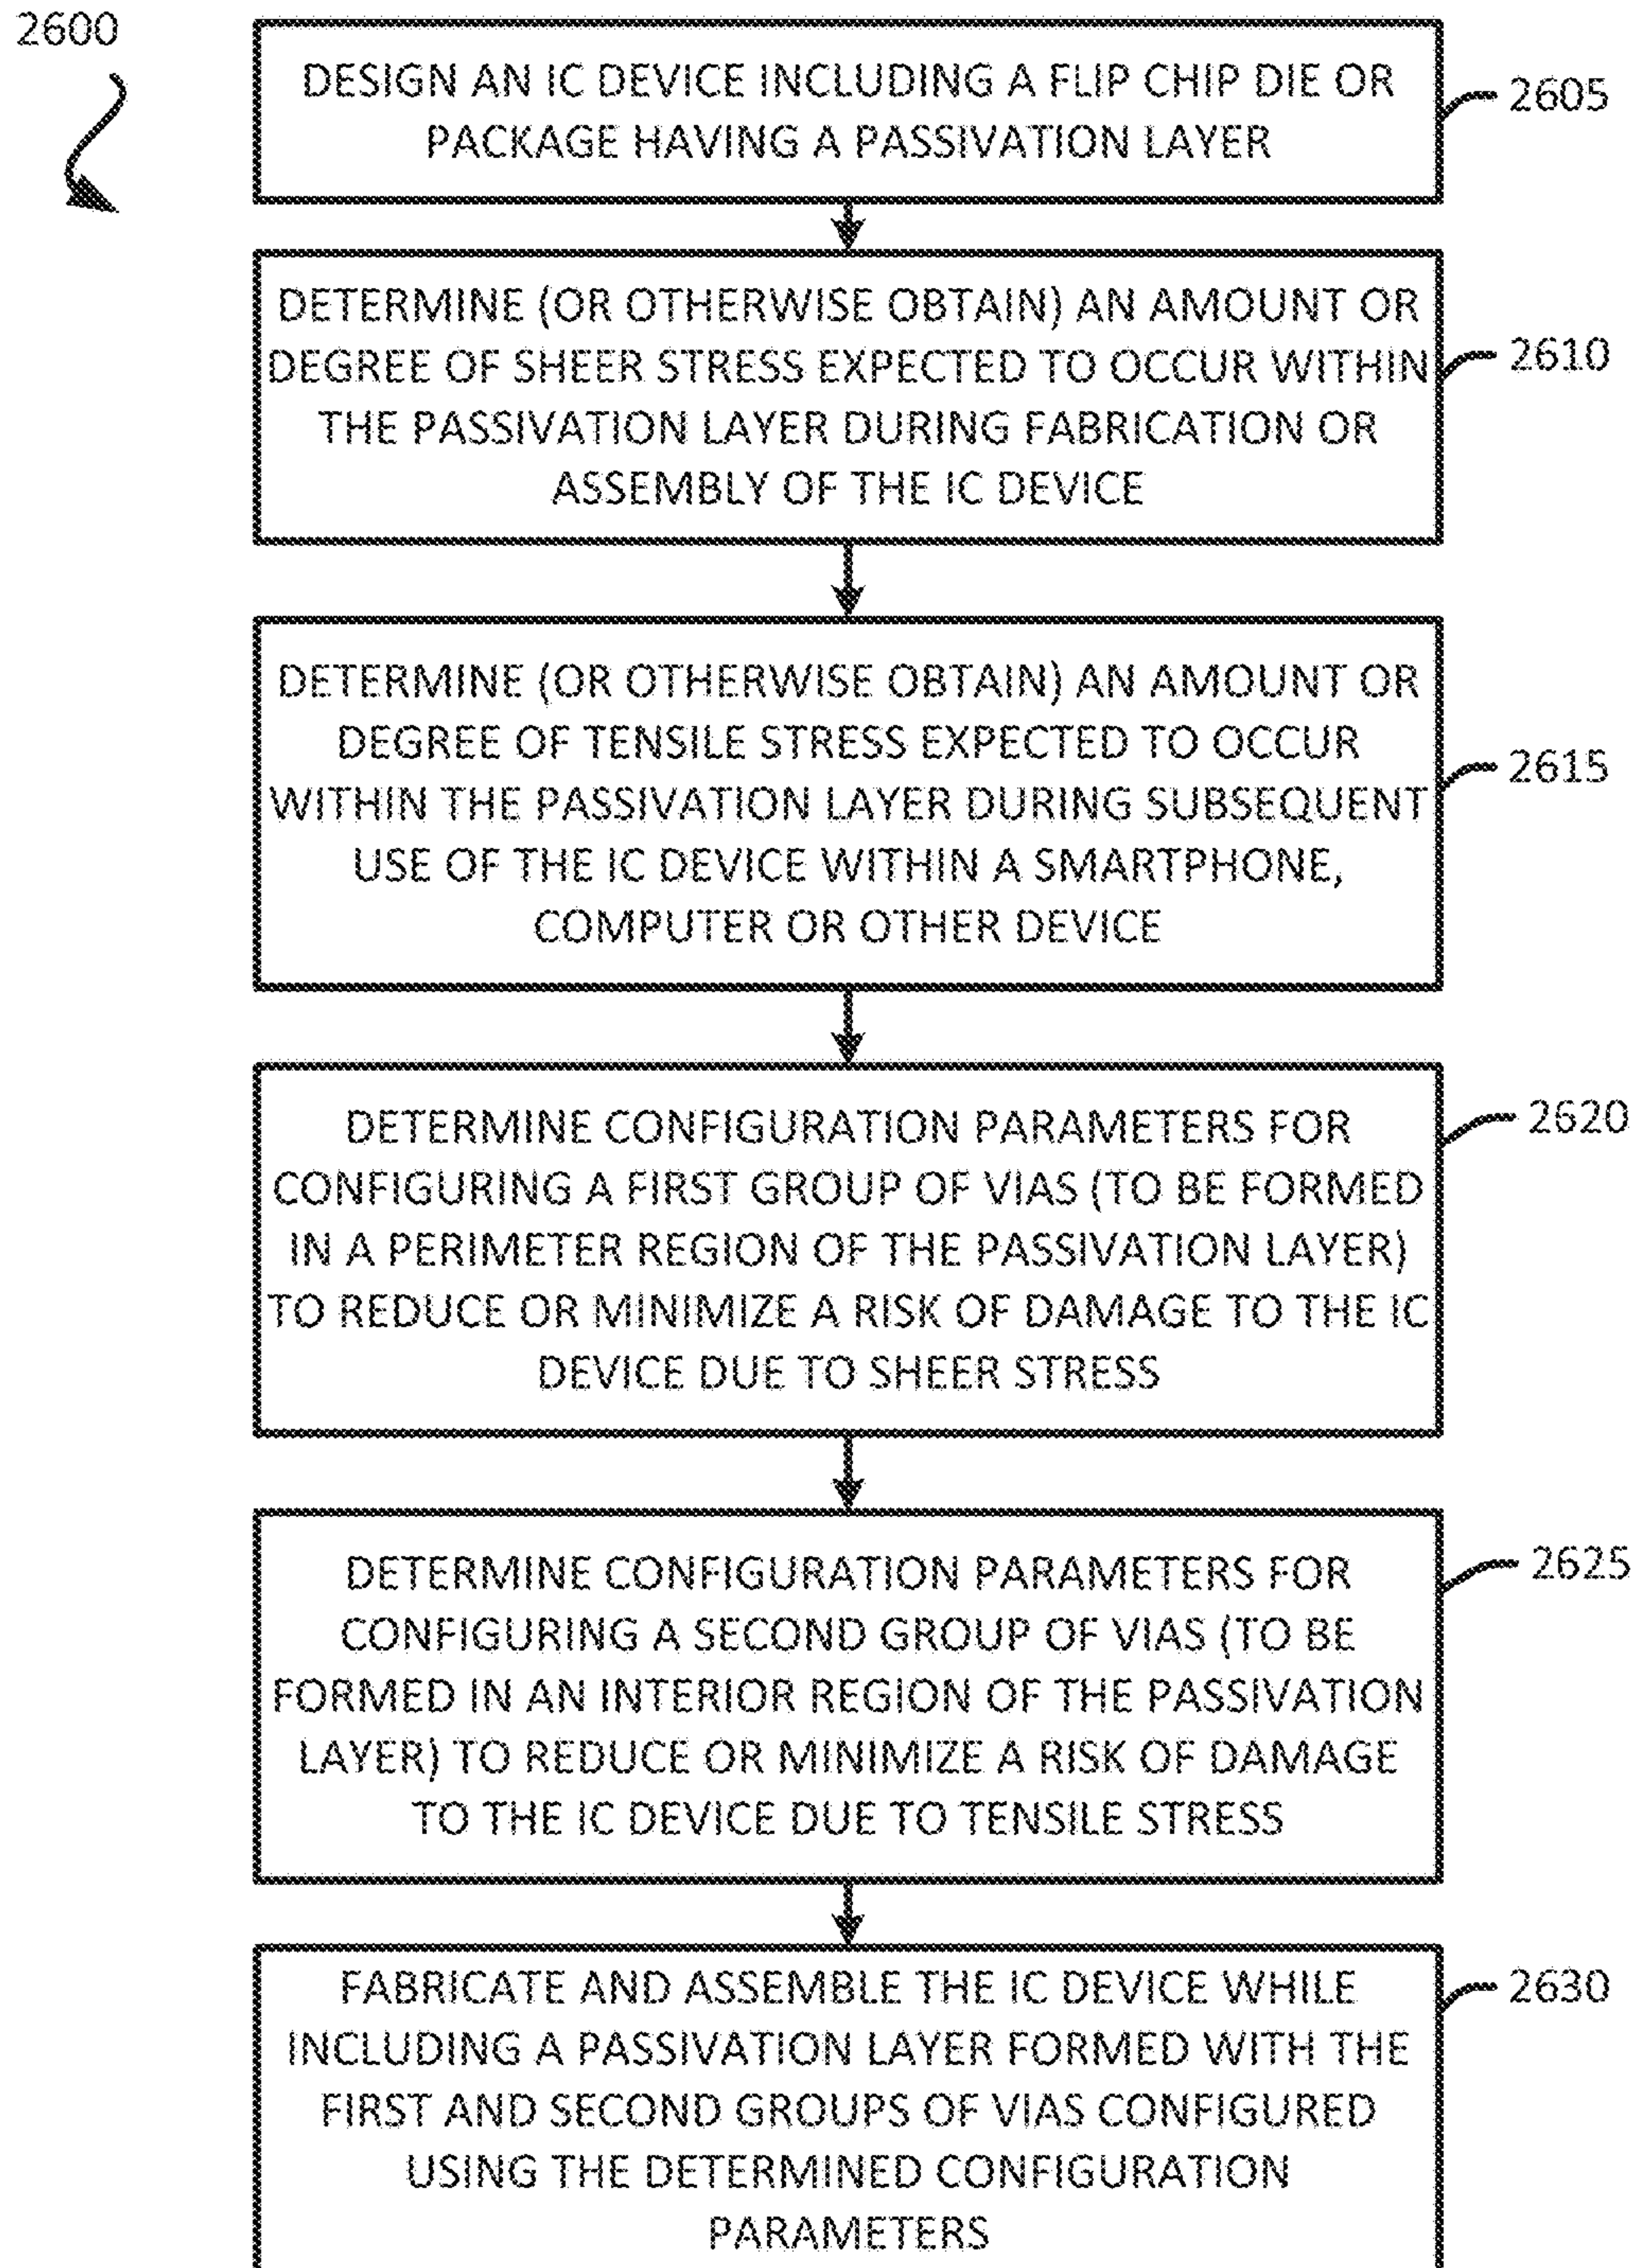 2600
DESIGN AN IC DEVICE INCLUDING A FLIP CHIP DIE OR
PACKAGE HAVING A PASSIVATION LAYER
2605
DETERMINE (OR OTHERWISE OBTAIN) AN AMOUNT OR
DEGREE OF SHEER STRESS EXPECTED TO OCCUR WITHIN
THE PASSIVATION LAYER DURING FABRICATION OR
ASSEMBLY OF THE IC DEVICE
2610
DETERMINE (OR OTHERWISE OBTAIN) AN AMOUNT OR
DEGREE OF TENSILE STRESS EXPECTED TO OCCUR
WITHIN THE PASSIVATION LAYER DURING SUBSEQUENT
USE OF THE IC DEVICE WITHIN A SMARTPHONE,
COMPUTER OR OTHER DEVICE
2615
DETERMINE CONFIGURATION PARAMETERS FOR
CONFIGURING A FIRST GROUP OF VIAS (TO BE FORMED
IN A PERIMETER REGION OF THE PASSIVATION LAYER)
TO REDUCE OR MINIMIZE A RISK OF DAMAGE TO THE IC
DEVICE DUE TO SHEER STRESS
2620
DETERMINE CONFIGURATION PARAMETERS FOR
CONFIGURING A SECOND GROUP OF VIAS (TO BE
FORMED IN AN INTERIOR REGION OF THE PASSIVATION
LAYER) TO REDUCE OR MINIMIZE A RISK OF DAMAGE
TO THE IC DEVICE DUE TO TENSILE STRESS
2625
FABRICATE AND ASSEMBLE THE IC DEVICE WHILE
INCLUDING A PASSIVATION LAYER FORMED WITH THE
FIRST AND SECOND GROUPS OF VIAS CONFIGURED
USING THE DETERMINED CONFIGURATION
PARAMETERS
2630